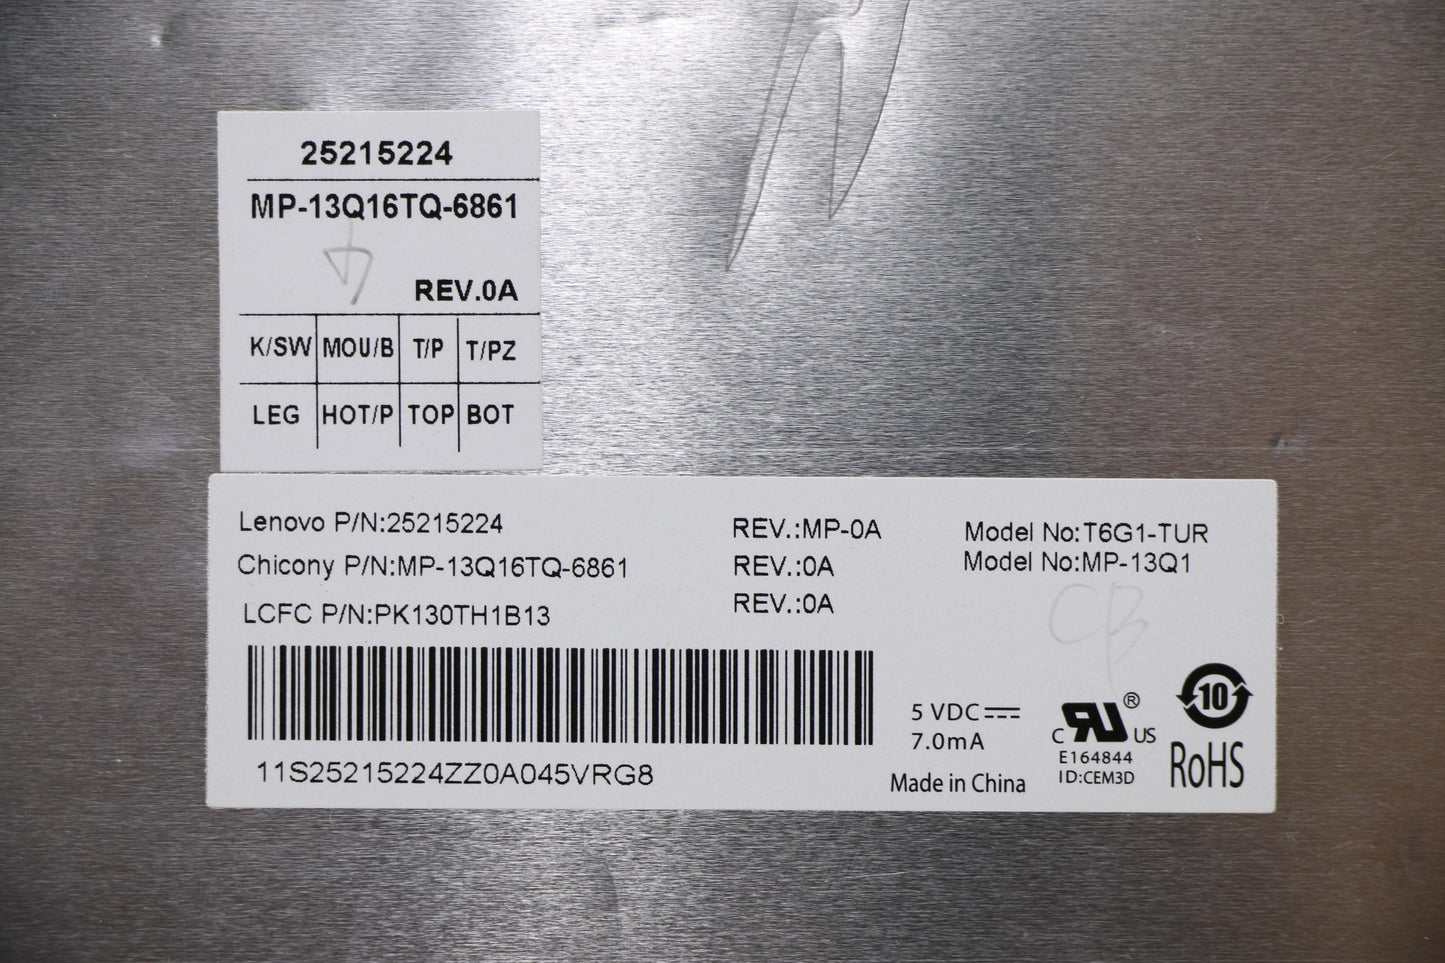 25215224
MP-13Q16TQ-6861
REV.0A
K/SW MOU/B T/P T/PZ
LEG HOT/P TOP BOT
Lenovo P/N:25215224 REV.:MP-0A Model No:T6G1-TUR
Chicony P/N:MP-13Q16TQ-6861 REV.:0A Model No:MP-13Q1
LCFC P/N:PK130TH1B13 REV.:0A
CB
11S25215224ZZ0A045VRG8
5 VDC
7.0mA
Made in China
C RU ® US
E164844
ID:CEM3D
10
RoHS